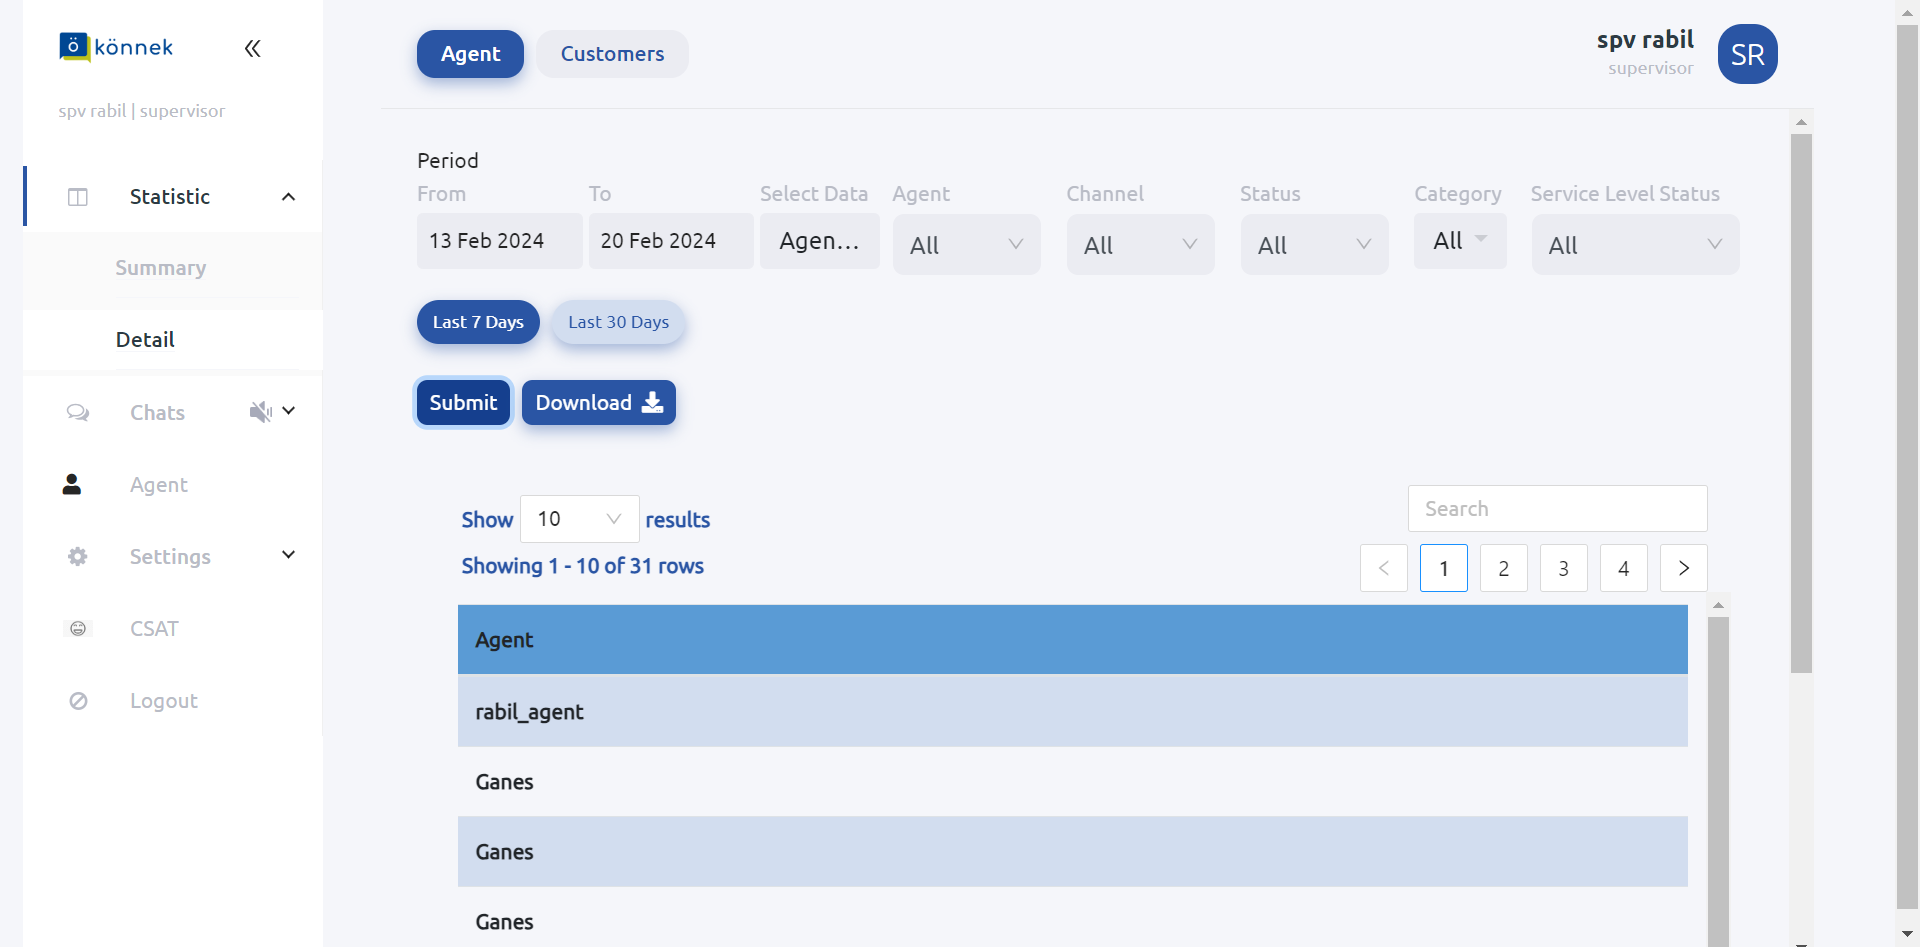 ö könnek
spv rabil | supervisor
Statistic
Summary
Detail
Chats
Agent
Settings
CSAT
Logout
Agent
Customers
spv rabil
supervisor
SR
Period
From
To
Select Data
Agent
Channel
Status
Category
Service Level Status
13 Feb 2024
20 Feb 2024
Agen...
All
All
All
All
All
Last 7 Days
Last 30 Days
Submit
Download
Show 10 results
Search
Showing 1 - 10 of 31 rows
< 1 2 3 4 >
Agent
rabil_agent
Ganes
Ganes
Ganes